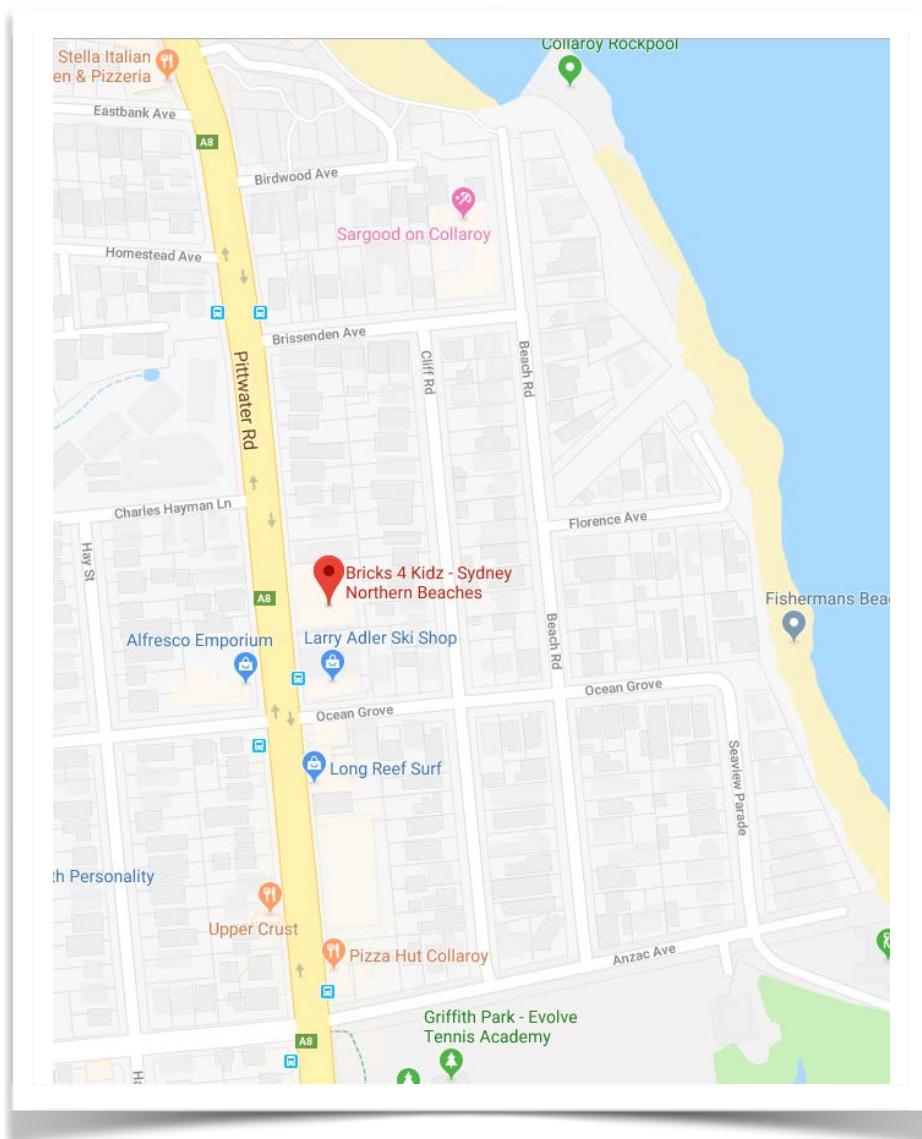 Collaroy Rockpool
Stella Italian
en & Pizzeria
Eastbank Ave
A8
Birdwood Ave
Sargood on Collaroy
Homestead Ave
Brissenden Ave
Pittwater Rd
Cliff Rd
Beach Rd
Charles Hayman Ln
Hay St
Florence Ave
Bricks 4 Kidz - Sydney
Northern Beaches
A8
Fishermans Bea
Beach Rd
Alfresco Emporium
Larry Adler Ski Shop
Ocean Grove
Ocean Grove
Long Reef Surf
Seaview Parade
th Personality
Upper Crust
Pizza Hut Collaroy
Anzac Ave
Griffith Park - Evolve
Tennis Academy
A8
Ha